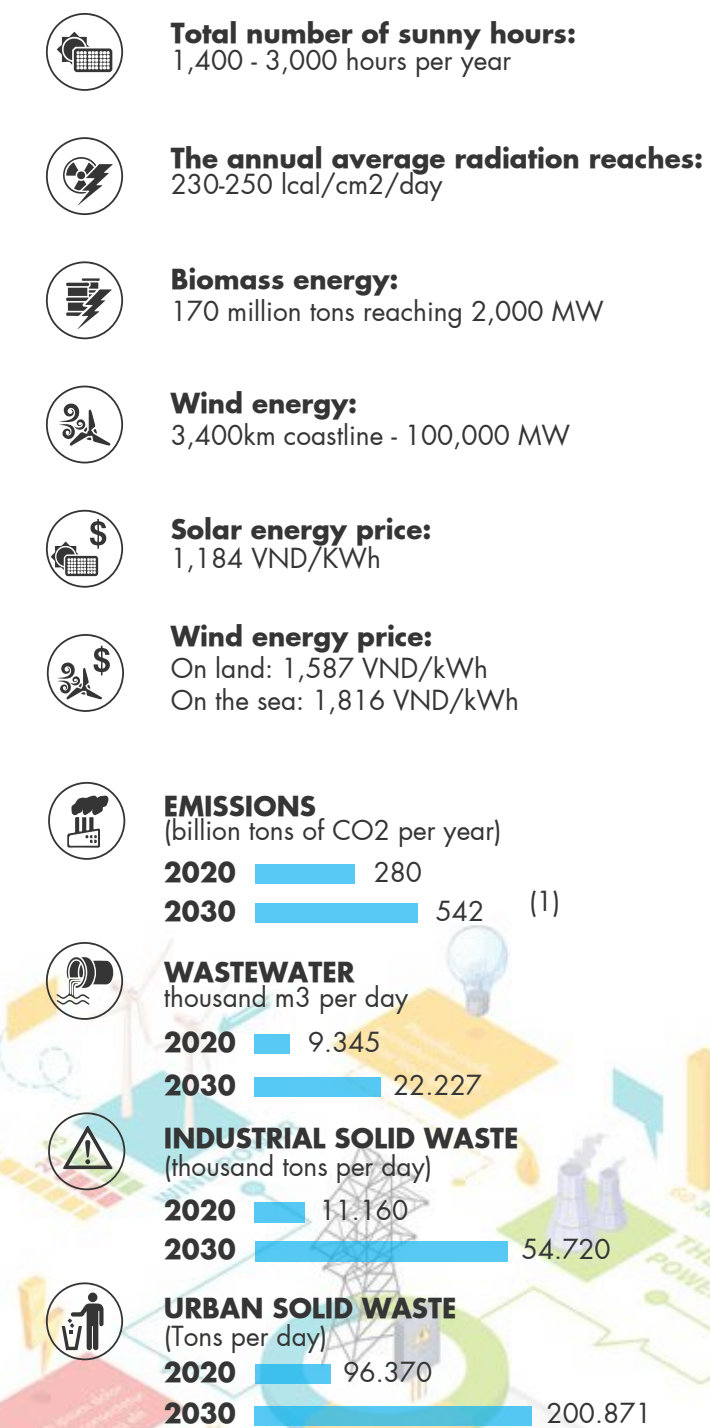 Total number of sunny hours:
1,400 - 3,000 hours per year
The annual average radiation reaches:
230-250 lcal/cm2/day
Biomass energy:
170 million tons reaching 2,000 MW
Wind energy:
3,400km coastline - 100,000 MW
$
Solar energy price:
1,184 VND/KWh
$
Wind energy price:
On land: 1,587 VND/kWh
On the sea: 1,816 VND/kWh
EMISSIONS
(billion tons of CO2 per year)
2020 280
2030 542 (1)
WASTEWATER
thousand m3 per day
2020 9.345
2030 22.227
INDUSTRIAL SOLID WASTE
(thousand tons per day)
2020 11.160
2030 54.720
URBAN SOLID WASTE
(Tons per day)
2020 96.370
2030 200.871